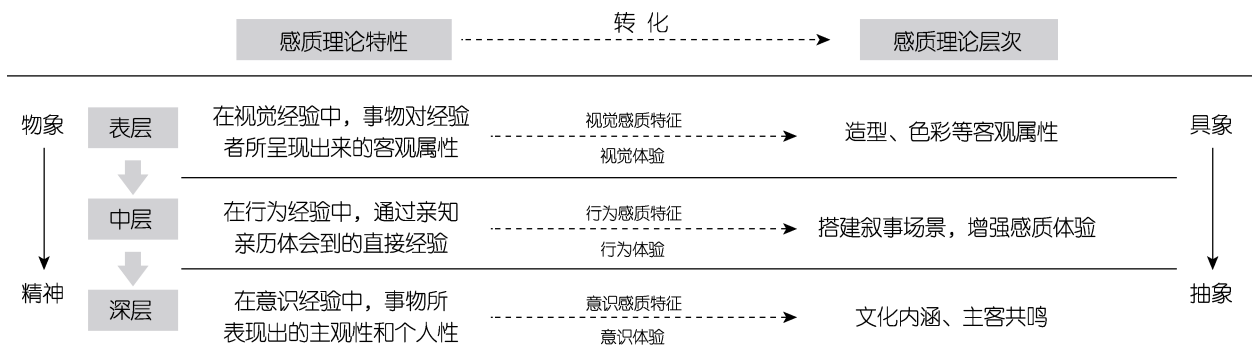 感质理论特性
转化
感质理论层次
物象
精神
表层
在视觉经验中，事物对经验
者所呈现出来的客观属性
视觉感质特征
视觉体验
造型、色彩等客观属性
中层
在行为经验中，通过亲知
亲历体会到的直接经验
行为感质特征
行为体验
搭建叙事场景，增强感质体验
深层
在意识经验中，事物所
表现出的主观性和个人性
意识感质特征
意识体验
文化内涵、主客共鸣
具象
抽象